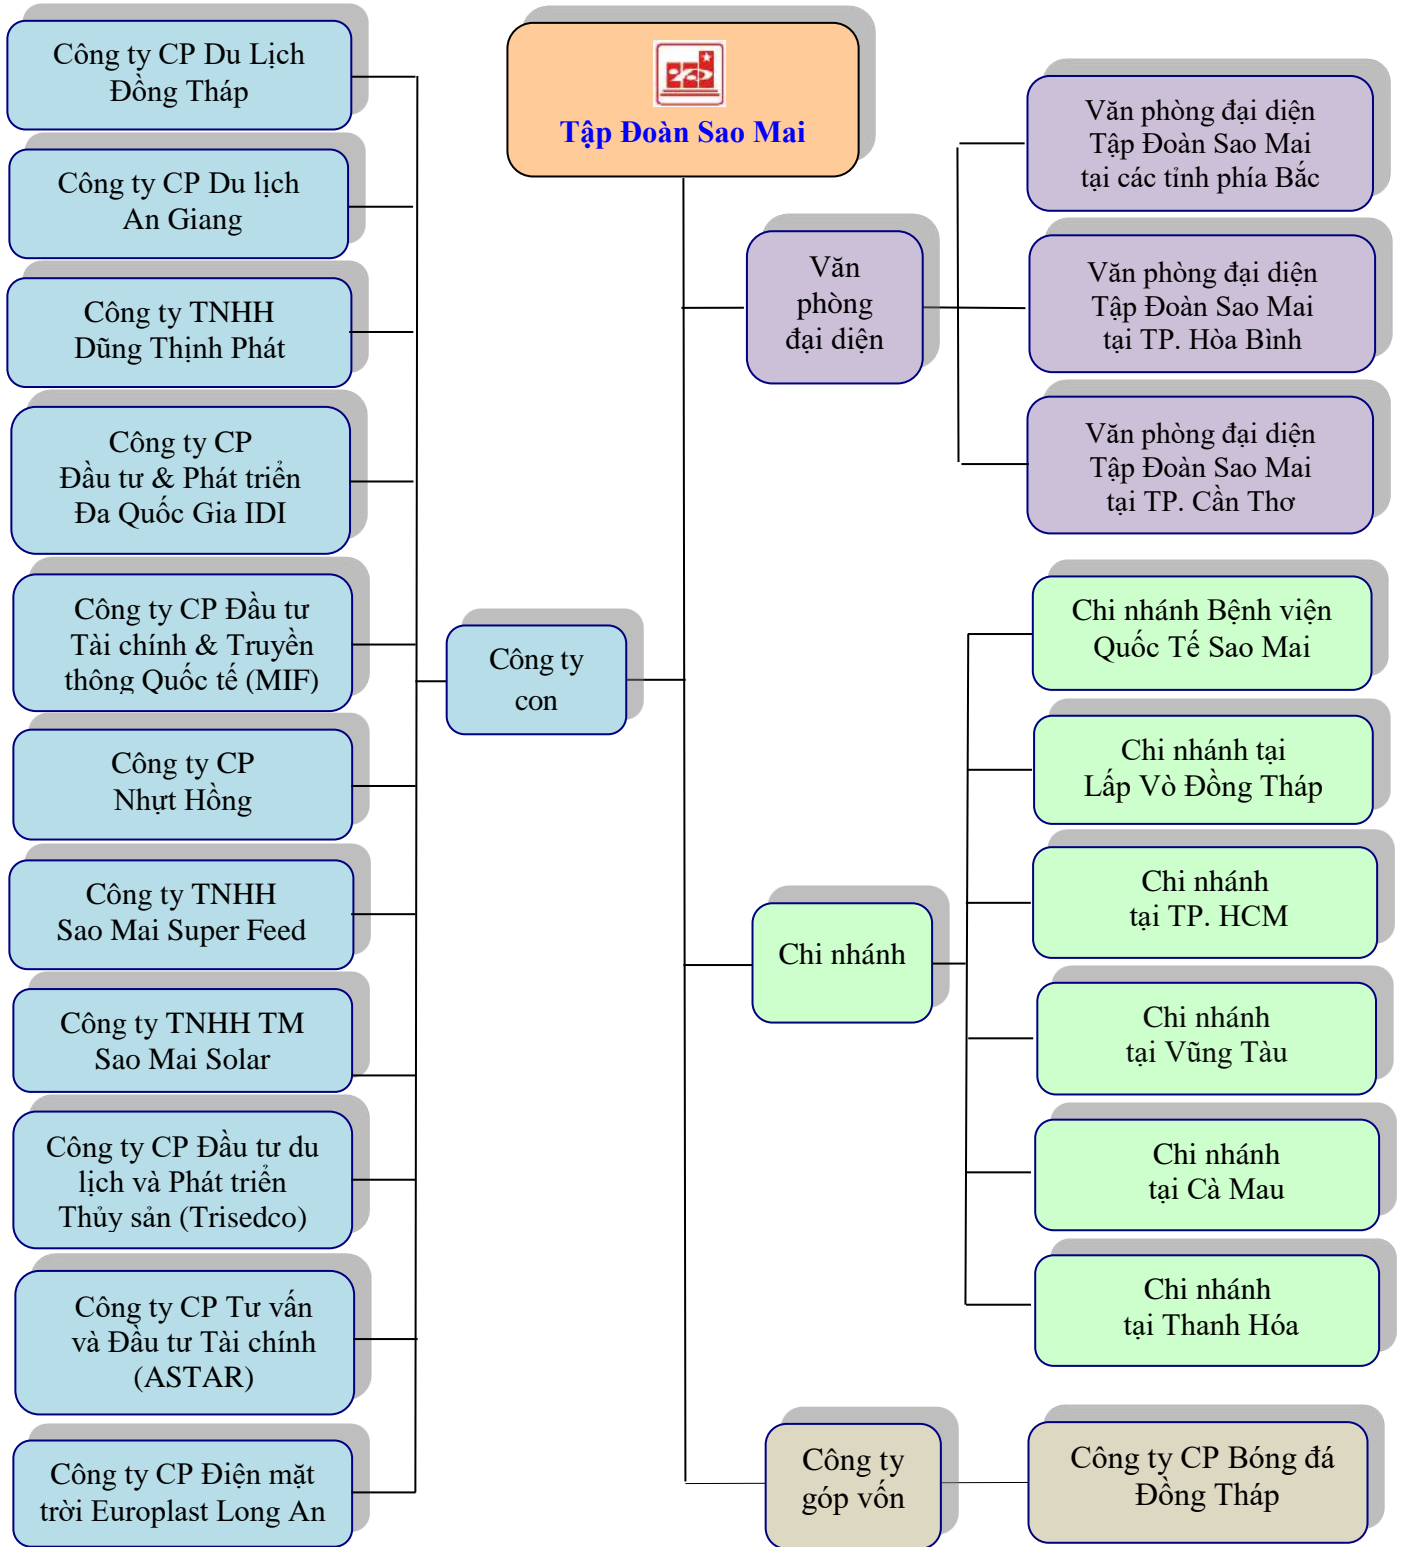 Tập Đoàn Sao Mai
Công ty CP Du Lịch
Đồng Tháp
Công ty CP Du lịch
An Giang
Công ty TNHH
Dũng Thịnh Phát
Công ty CP
Đầu tư & Phát triển
Đa Quốc Gia IDI
Công ty CP Đầu tư
Tài chính & Truyền
thông Quốc tế (MIF)
Công ty CP
Nhựt Hồng
Công ty TNHH
Sao Mai Super Feed
Công ty TNHH TM
Sao Mai Solar
Công ty CP Đầu tư du
lịch và Phát triển
Thủy sản (Trisedco)
Công ty CP Tư vấn
và Đầu tư Tài chính
(ASTAR)
Công ty CP Điện mặt
trời Europlast Long An
Công ty
con
Văn
phòng
đại diện
Văn phòng đại diện
Tập Đoàn Sao Mai
tại các tỉnh phía Bắc
Văn phòng đại diện
Tập Đoàn Sao Mai
tại TP. Hòa Bình
Văn phòng đại diện
Tập Đoàn Sao Mai
tại TP. Cần Thơ
Chi nhánh
Chi nhánh Bệnh viện
Quốc Tế Sao Mai
Chi nhánh tại
Lấp Vò Đồng Tháp
Chi nhánh
tại TP. HCM
Chi nhánh
tại Vũng Tàu
Chi nhánh
tại Cà Mau
Chi nhánh
tại Thanh Hóa
Công ty
góp vốn
Công ty CP Bóng đá
Đồng Tháp